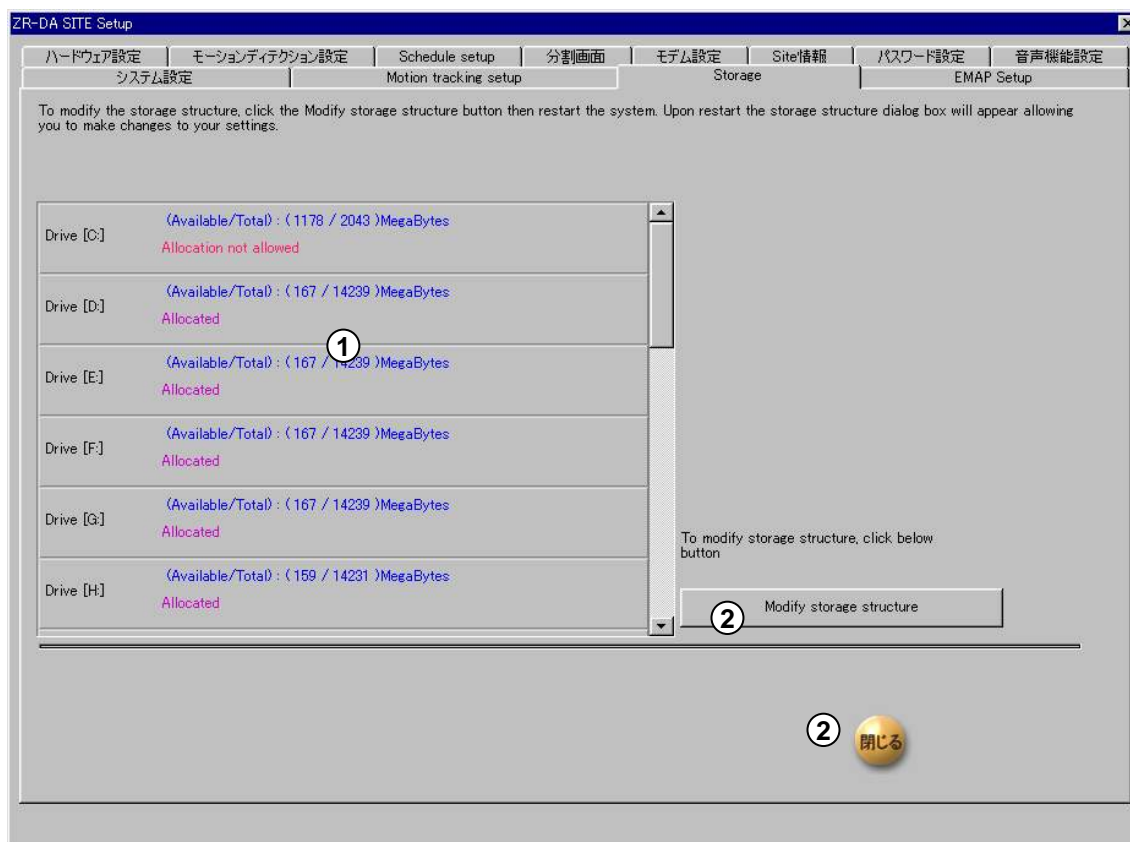 ZR-DA SITE Setup
ハードウェア設定 モーションディテクション設定 Schedule setup 分割画面 モデム設定 Site情報 パスワード設定 音声機能設定
システム設定 Motion tracking setup Storage EMAP Setup
To modify the storage structure, click the Modify storage structure button then restart the system. Upon restart the storage structure dialog box will appear allowing
you to make changes to your settings.
(Available/Total) : ( 1178 / 2043 )MegaBytes
Drive [C:]
Allocation not allowed
(Available/Total) : ( 167 / 14239 )MegaBytes
Drive [D:]
Allocated
①
(Available/Total) : ( 167 / 14239 )MegaBytes
Drive [E:]
Allocated
(Available/Total) : ( 167 / 14239 )MegaBytes
Drive [F:]
Allocated
(Available/Total) : ( 167 / 14239 )MegaBytes
Drive [G:]
Allocated
(Available/Total) : ( 159 / 14231 )MegaBytes
Drive [H:]
Allocated
To modify storage structure, click below
button
② Modify storage structure
② 閉じる